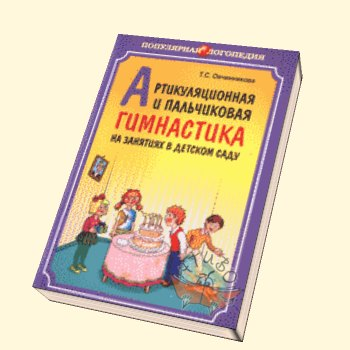 ПОПУЛЯРНАЯ ЛОГОПЕДИЯ
Т.С. Овчинникова
АРТИКУЛЯЦИОННАЯ
И ПАЛЬЧИКОВАЯ
ГИМНАСТИКА
НА ЗАНЯТИЯХ В ДЕТСКОМ САДУ